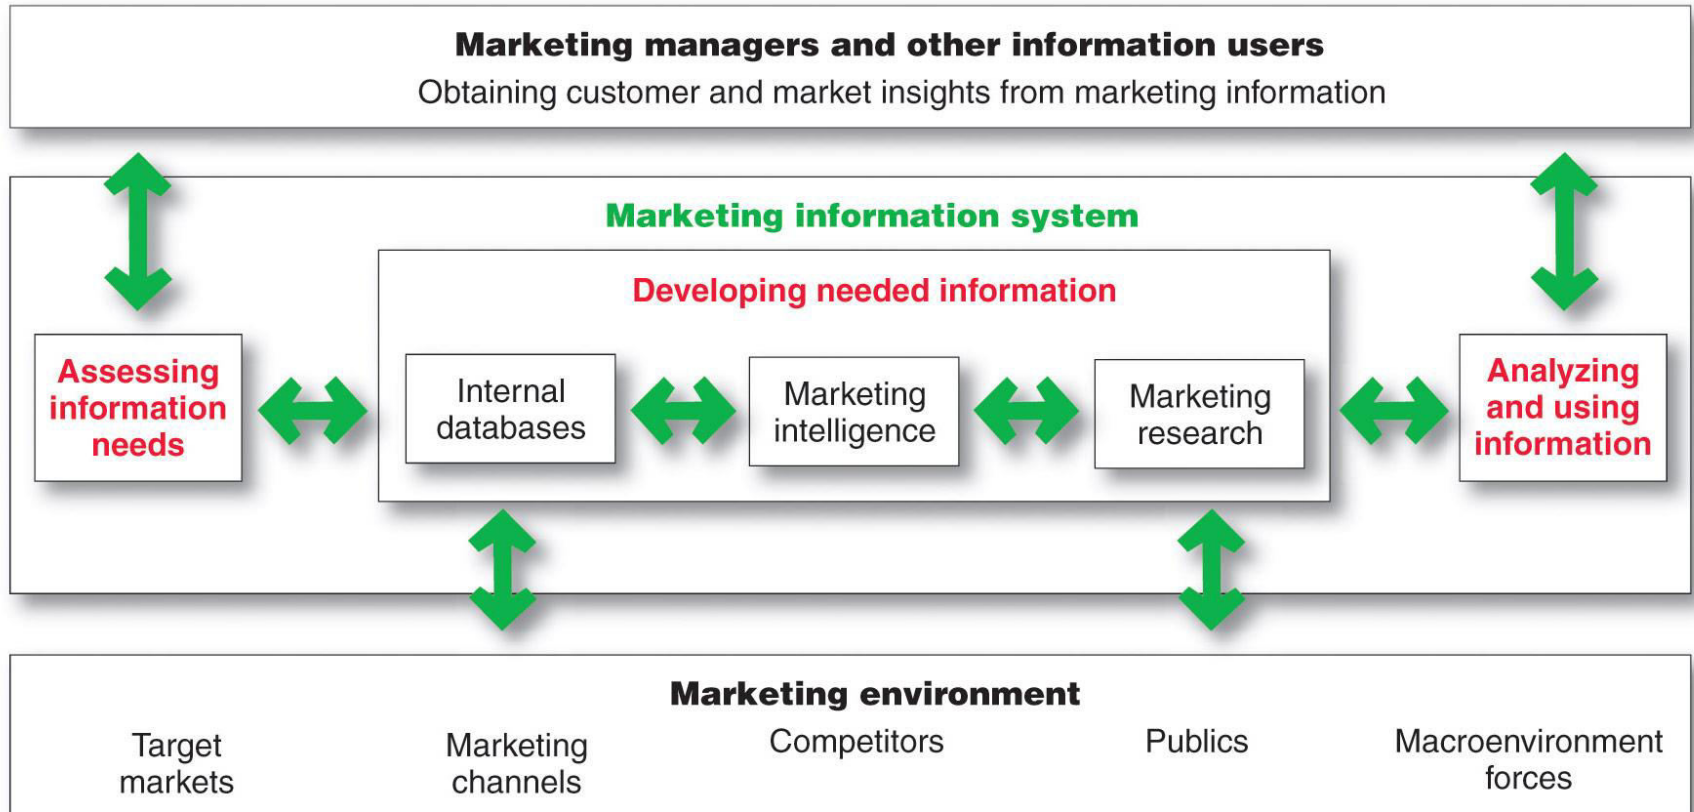 Marketing managers and other information users
Obtaining customer and market insights from marketing information
Marketing information system
Developing needed information
Assessing
information
needs
Internal
databases
Marketing
intelligence
Marketing
research
Analyzing
and using
information
Marketing environment
Target
markets
Marketing
channels
Competitors
Publics
Macroenvironment
forces